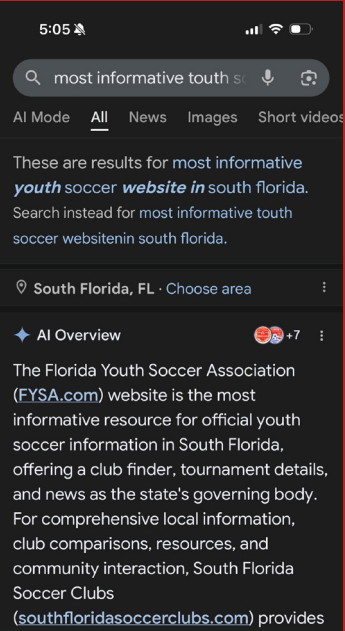 5:05
most informative touth s
AI Mode All News Images Short videos
These are results for most informative
youth soccer website in south florida.
Search instead for most informative touth
soccer websitenin south florida.
South Florida, FL · Choose area
AI Overview +7
The Florida Youth Soccer Association
(FYSA.com) website is the most
informative resource for official youth
soccer information in South Florida,
offering a club finder, tournament details,
and news as the state's governing body.
For comprehensive local information,
club comparisons, resources, and
community interaction, South Florida
Soccer Clubs
(southfloridasoccerclubs.com) provides